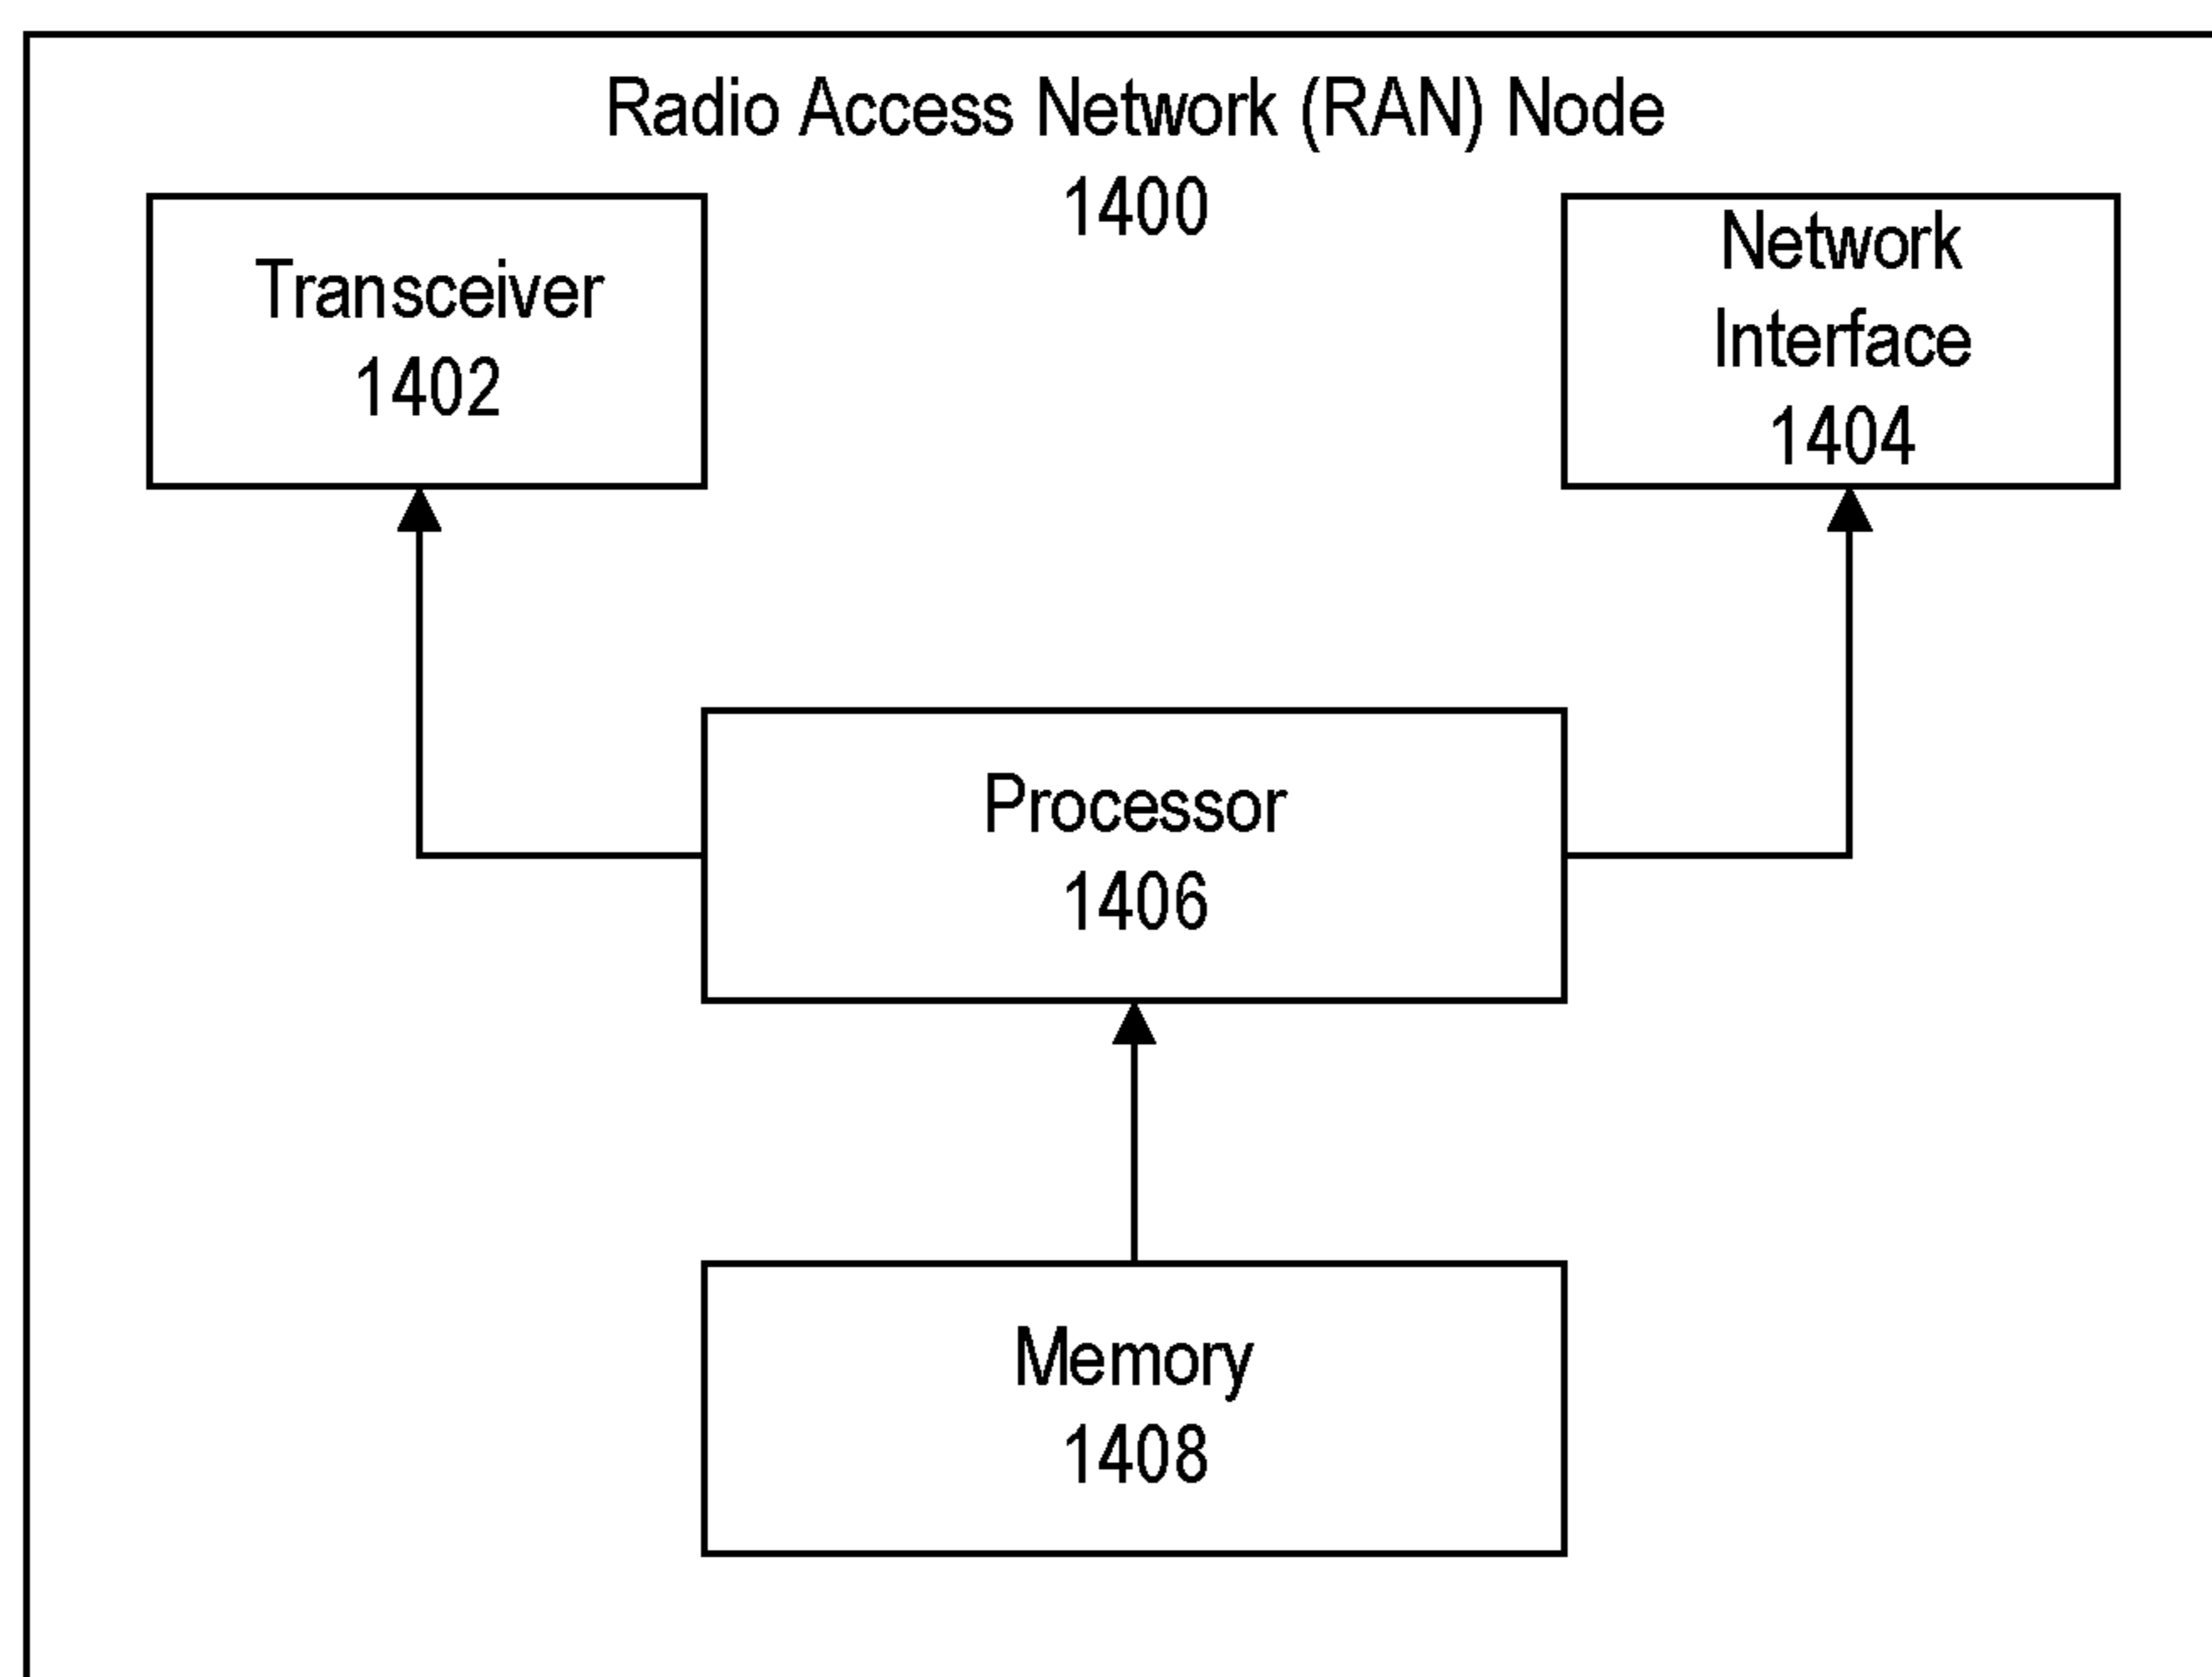 Radio Access Network (RAN) Node
1400
Transceiver
1402
Network
Interface
1404
Processor
1406
Memory
1408